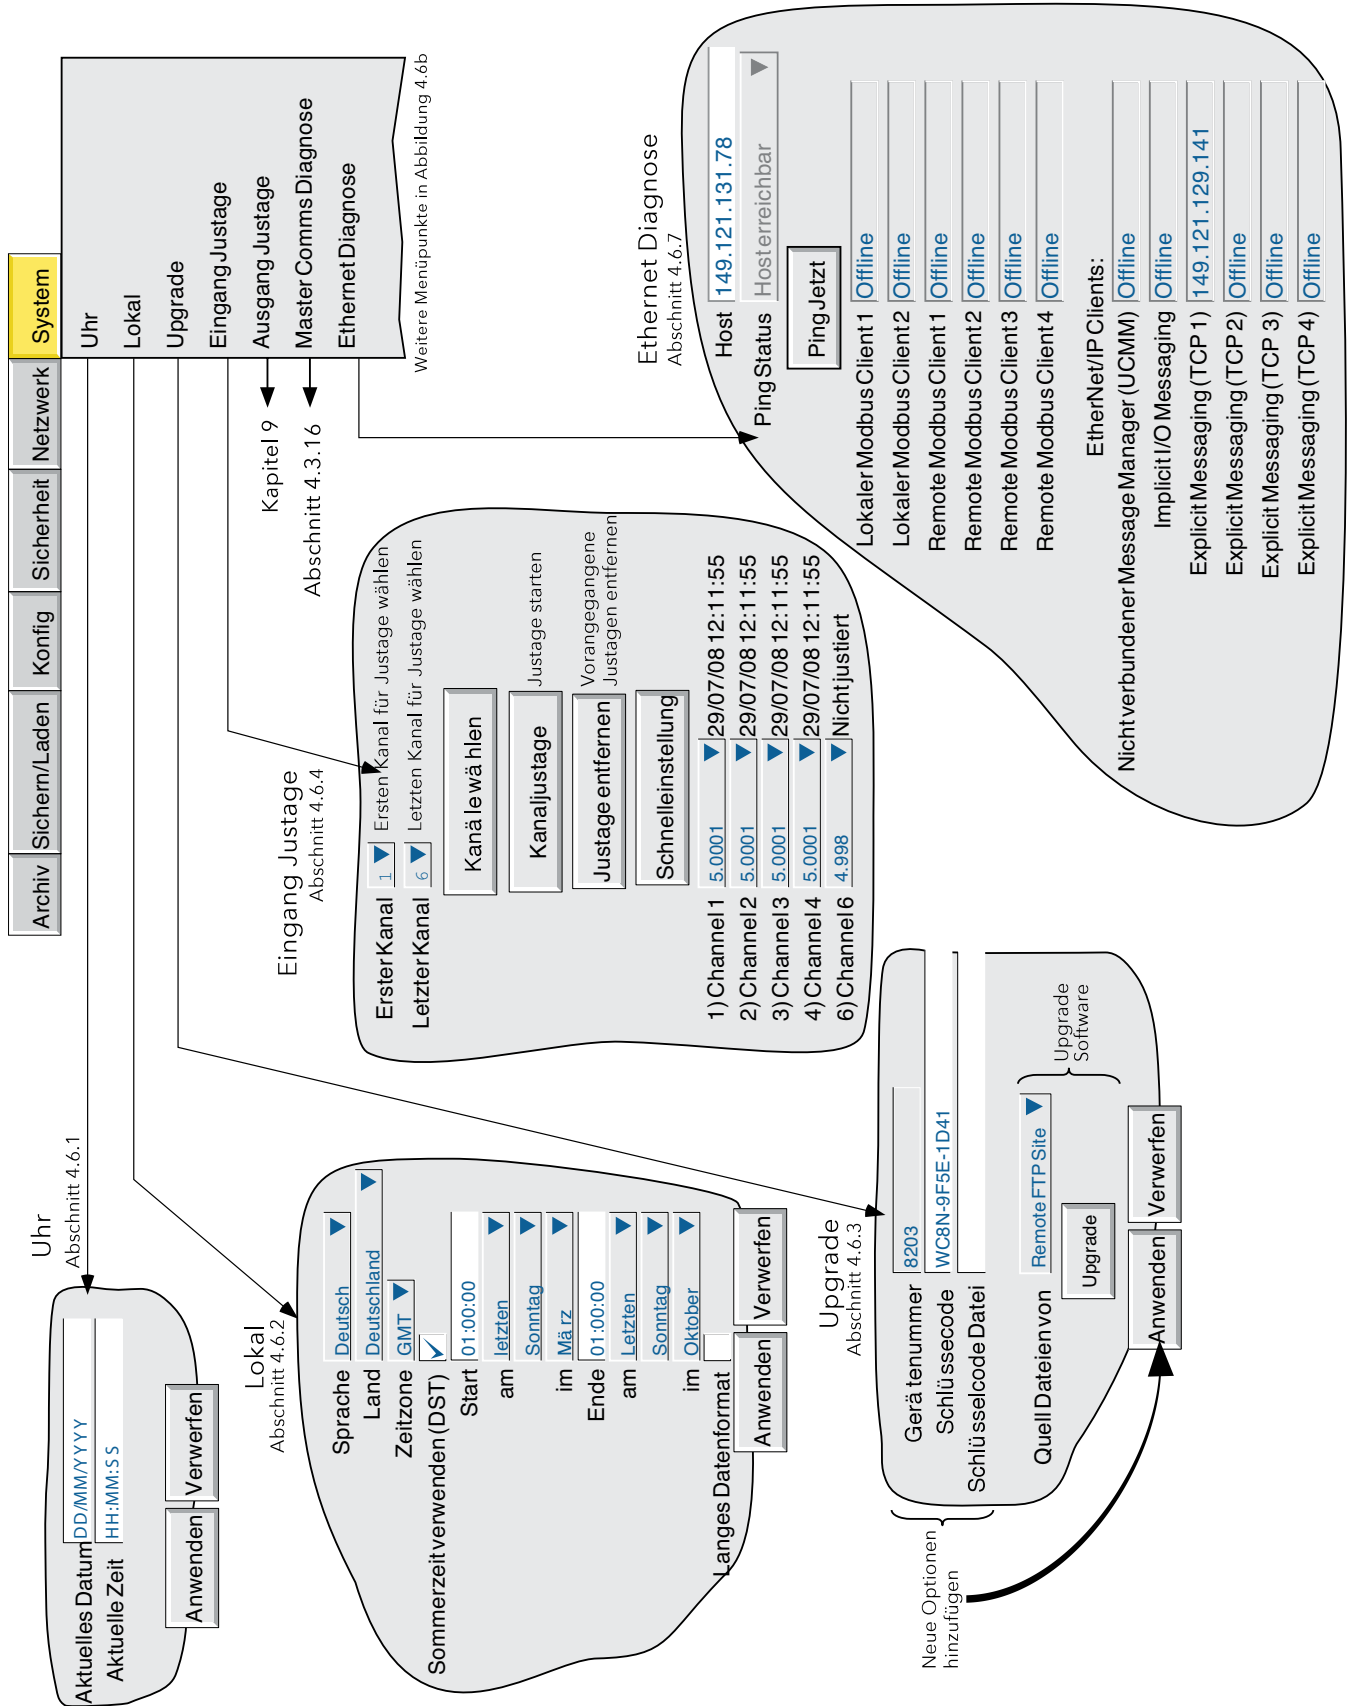 Archiv
Sichern/Laden
Konfig
Sicherheit
Netzwerk
System
Uhr
Lokal
Upgrade
Eingang Justage
Ausgang Justage
Master Comms Diagnose
Ethernet Diagnose
Weitere Menüpunkte in Abbildung 4.6b
Kapitel 9
Abschnitt 4.3.16
Uhr
Abschnitt 4.6.1
Aktuelles Datum DD/MM/YYYY
Aktuelle Zeit HH:MM:SS
Anwenden
Verwerfen
Lokal
Abschnitt 4.6.2
Sprache Deutsch
Land Deutschland
Zeitzone GMT
Sommerzeit verwenden (DST)
Start 01:00:00
am letzten
Sonntag
im März
Ende 01:00:00
am Letzten
Sonntag
im Oktober
Langes Datenformat
Anwenden
Verwerfen
Upgrade
Abschnitt 4.6.3
Gerätenummer 8203
Schlüssecode WC8N-9F5E-1D41
Schlüsselcode Datei
Quell Dateien von Remote FTP Site
Upgrade
Upgrade
Software
Anwenden
Verwerfen
Neue Optionen
hinzufügen
Eingang Justage
Abschnitt 4.6.4
Erster Kanal 1 Ersten Kanal für Justage wählen
Letzter Kanal 6 Letzten Kanal für Justage wählen
Kanäle wählen
Kanaljustage
Justage starten
Justage entfernen
Vorangegangene
Justagen entfernen
Schnelleinstellung
1) Channel 1 5.0001 29/07/08 12:11:55
2) Channel 2 5.0001 29/07/08 12:11:55
3) Channel 3 5.0001 29/07/08 12:11:55
4) Channel 4 5.0001 29/07/08 12:11:55
6) Channel 6 4.998 Nicht justiert
Ethernet Diagnose
Abschnitt 4.6.7
Host 149.121.131.78
Ping Status Host erreichbar
Ping Jetzt
Lokaler Modbus Client 1 Offline
Lokaler Modbus Client 2 Offline
Remote Modbus Client 1 Offline
Remote Modbus Client 2 Offline
Remote Modbus Client 3 Offline
Remote Modbus Client 4 Offline
EtherNet/IP Clients:
Nicht verbundener Message Manager (UCMM) Offline
Implicit I/O Messaging Offline
Explicit Messaging (TCP 1) 149.121.129.141
Explicit Messaging (TCP 2) Offline
Explicit Messaging (TCP 3) Offline
Explicit Messaging (TCP 4) Offline